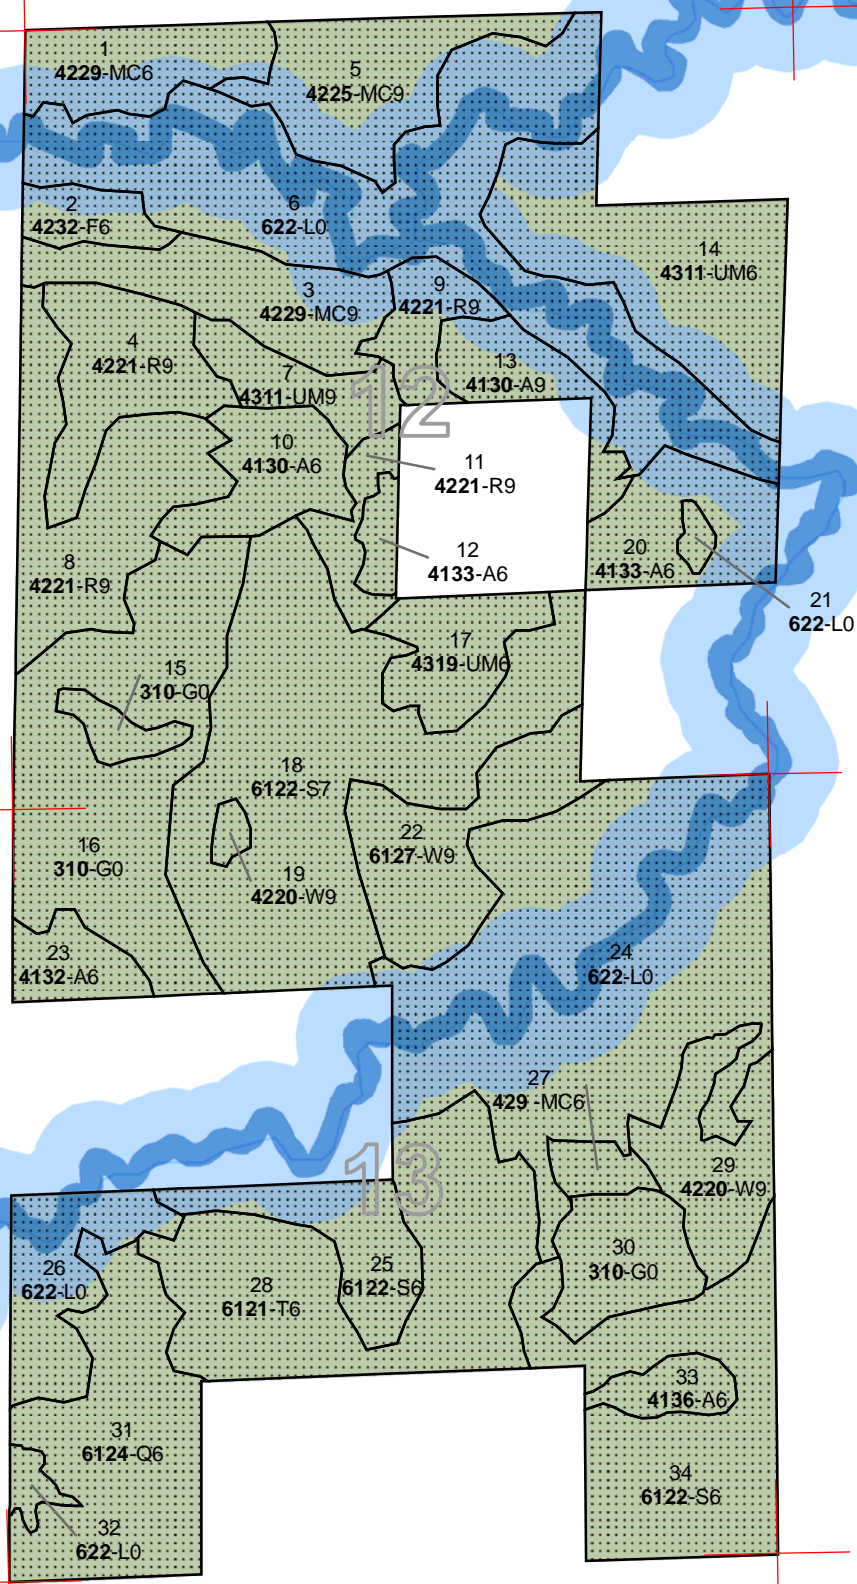 1
4229-MC6
5
4225-MC9
2
4232-F6
6
622-L0
14
4311-UM6
3
4229-MC9
9
4221-R9
4
4221-R9
7
4311-UM9
13
4130-A9
12
10
4130-A6
11
4221-R9
8
4221-R9
12
4133-A6
20
4133-A6
21
622-L0
15
310-G0
17
4319-UM6
18
6122-S7
16
310-G0
19
4220-W9
22
6127-W9
23
4132-A6
24
622-L0
27
429 -MC6
13
29
4220-W9
26
622-L0
28
6121-T6
25
6122-S6
30
310-G0
33
4136-A6
31
6124-Q6
34
6122-S6
32
622-L0